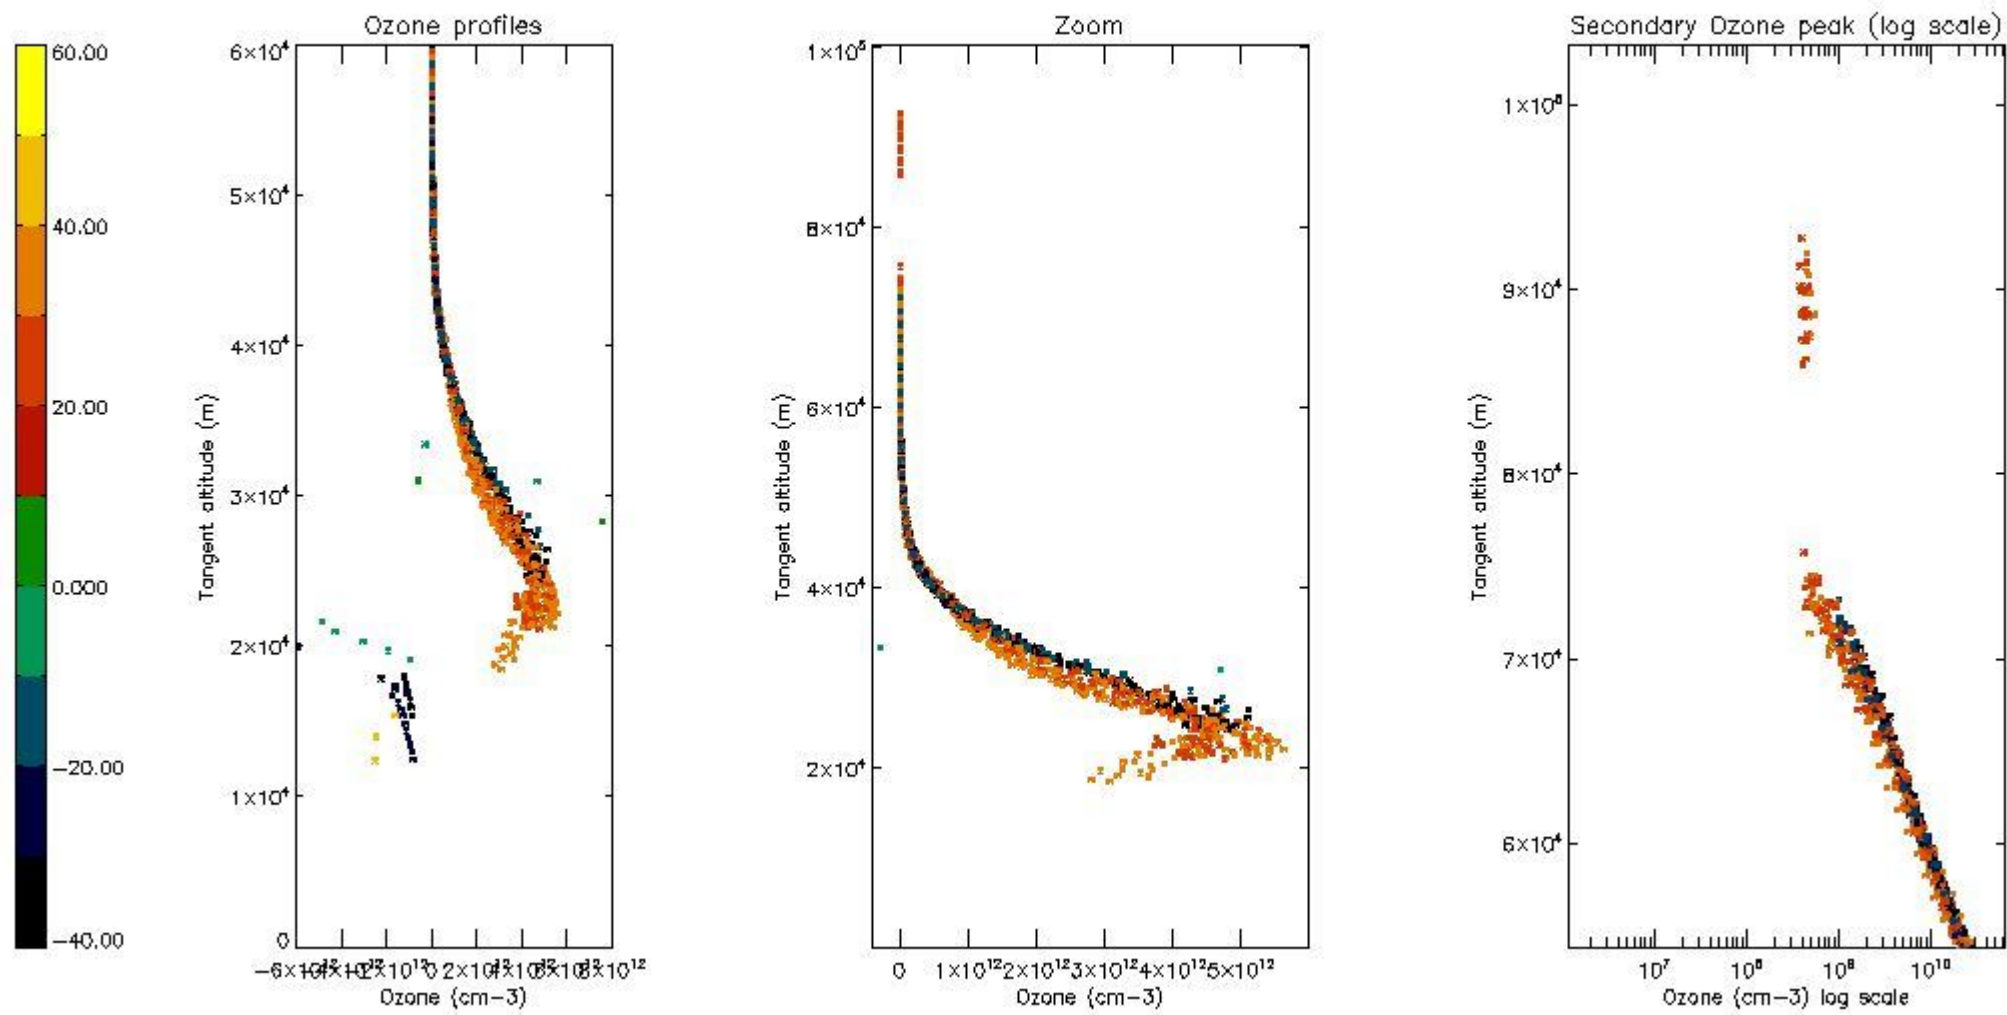 Ozone profiles
Zoom
Secondary Ozone peak (log scale)
60.00
40.00
20.00
0.000
−20.00
−40.00
6×10⁴
5×10⁴
4×10⁴
3×10⁴
2×10⁴
1×10⁴
0
Tangent altitude (m)
0
8×10¹²
Ozone (cm−3)
1×10⁵
8×10⁴
6×10⁴
4×10⁴
2×10⁴
Tangent altitude (m)
0 1×10¹² 2×10¹² 3×10¹² 4×10¹² 5×10¹²
Ozone (cm−3)
9×10⁴
8×10⁴
7×10⁴
6×10⁴
Tangent altitude (m)
10⁷ 10⁸ 10⁹ 10¹⁰
Ozone (cm−3) log scale